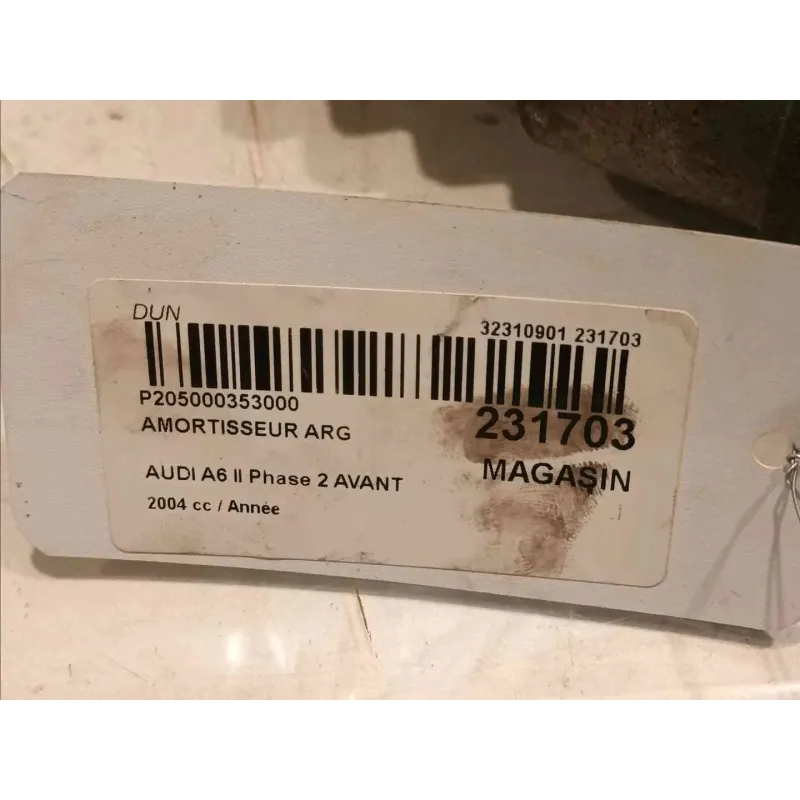 DUN
32310901 231703
P205000353000
231703
AMORTISSEUR ARG
MAGASIN
AUDI A6 II Phase 2 AVANT
2004 cc / Année